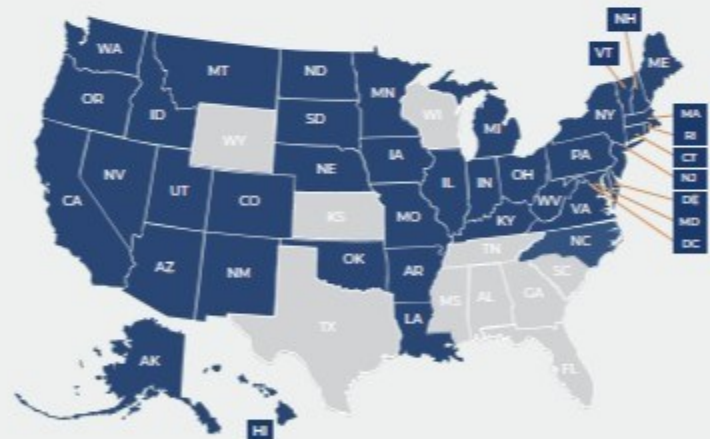 NH
VT
WA
MT
ND
MN
ME
OR
ID
WI
NY
MA
SD
MI
RI
WY
CT
IA
PA
NJ
NE
NV
IL
IN
OH
DE
UT
CO
WV
VA
MD
CA
KS
MO
KY
DC
NC
TN
OK
AZ
NM
AR
SC
MS
AL
GA
LA
TX
AK
FL
HI